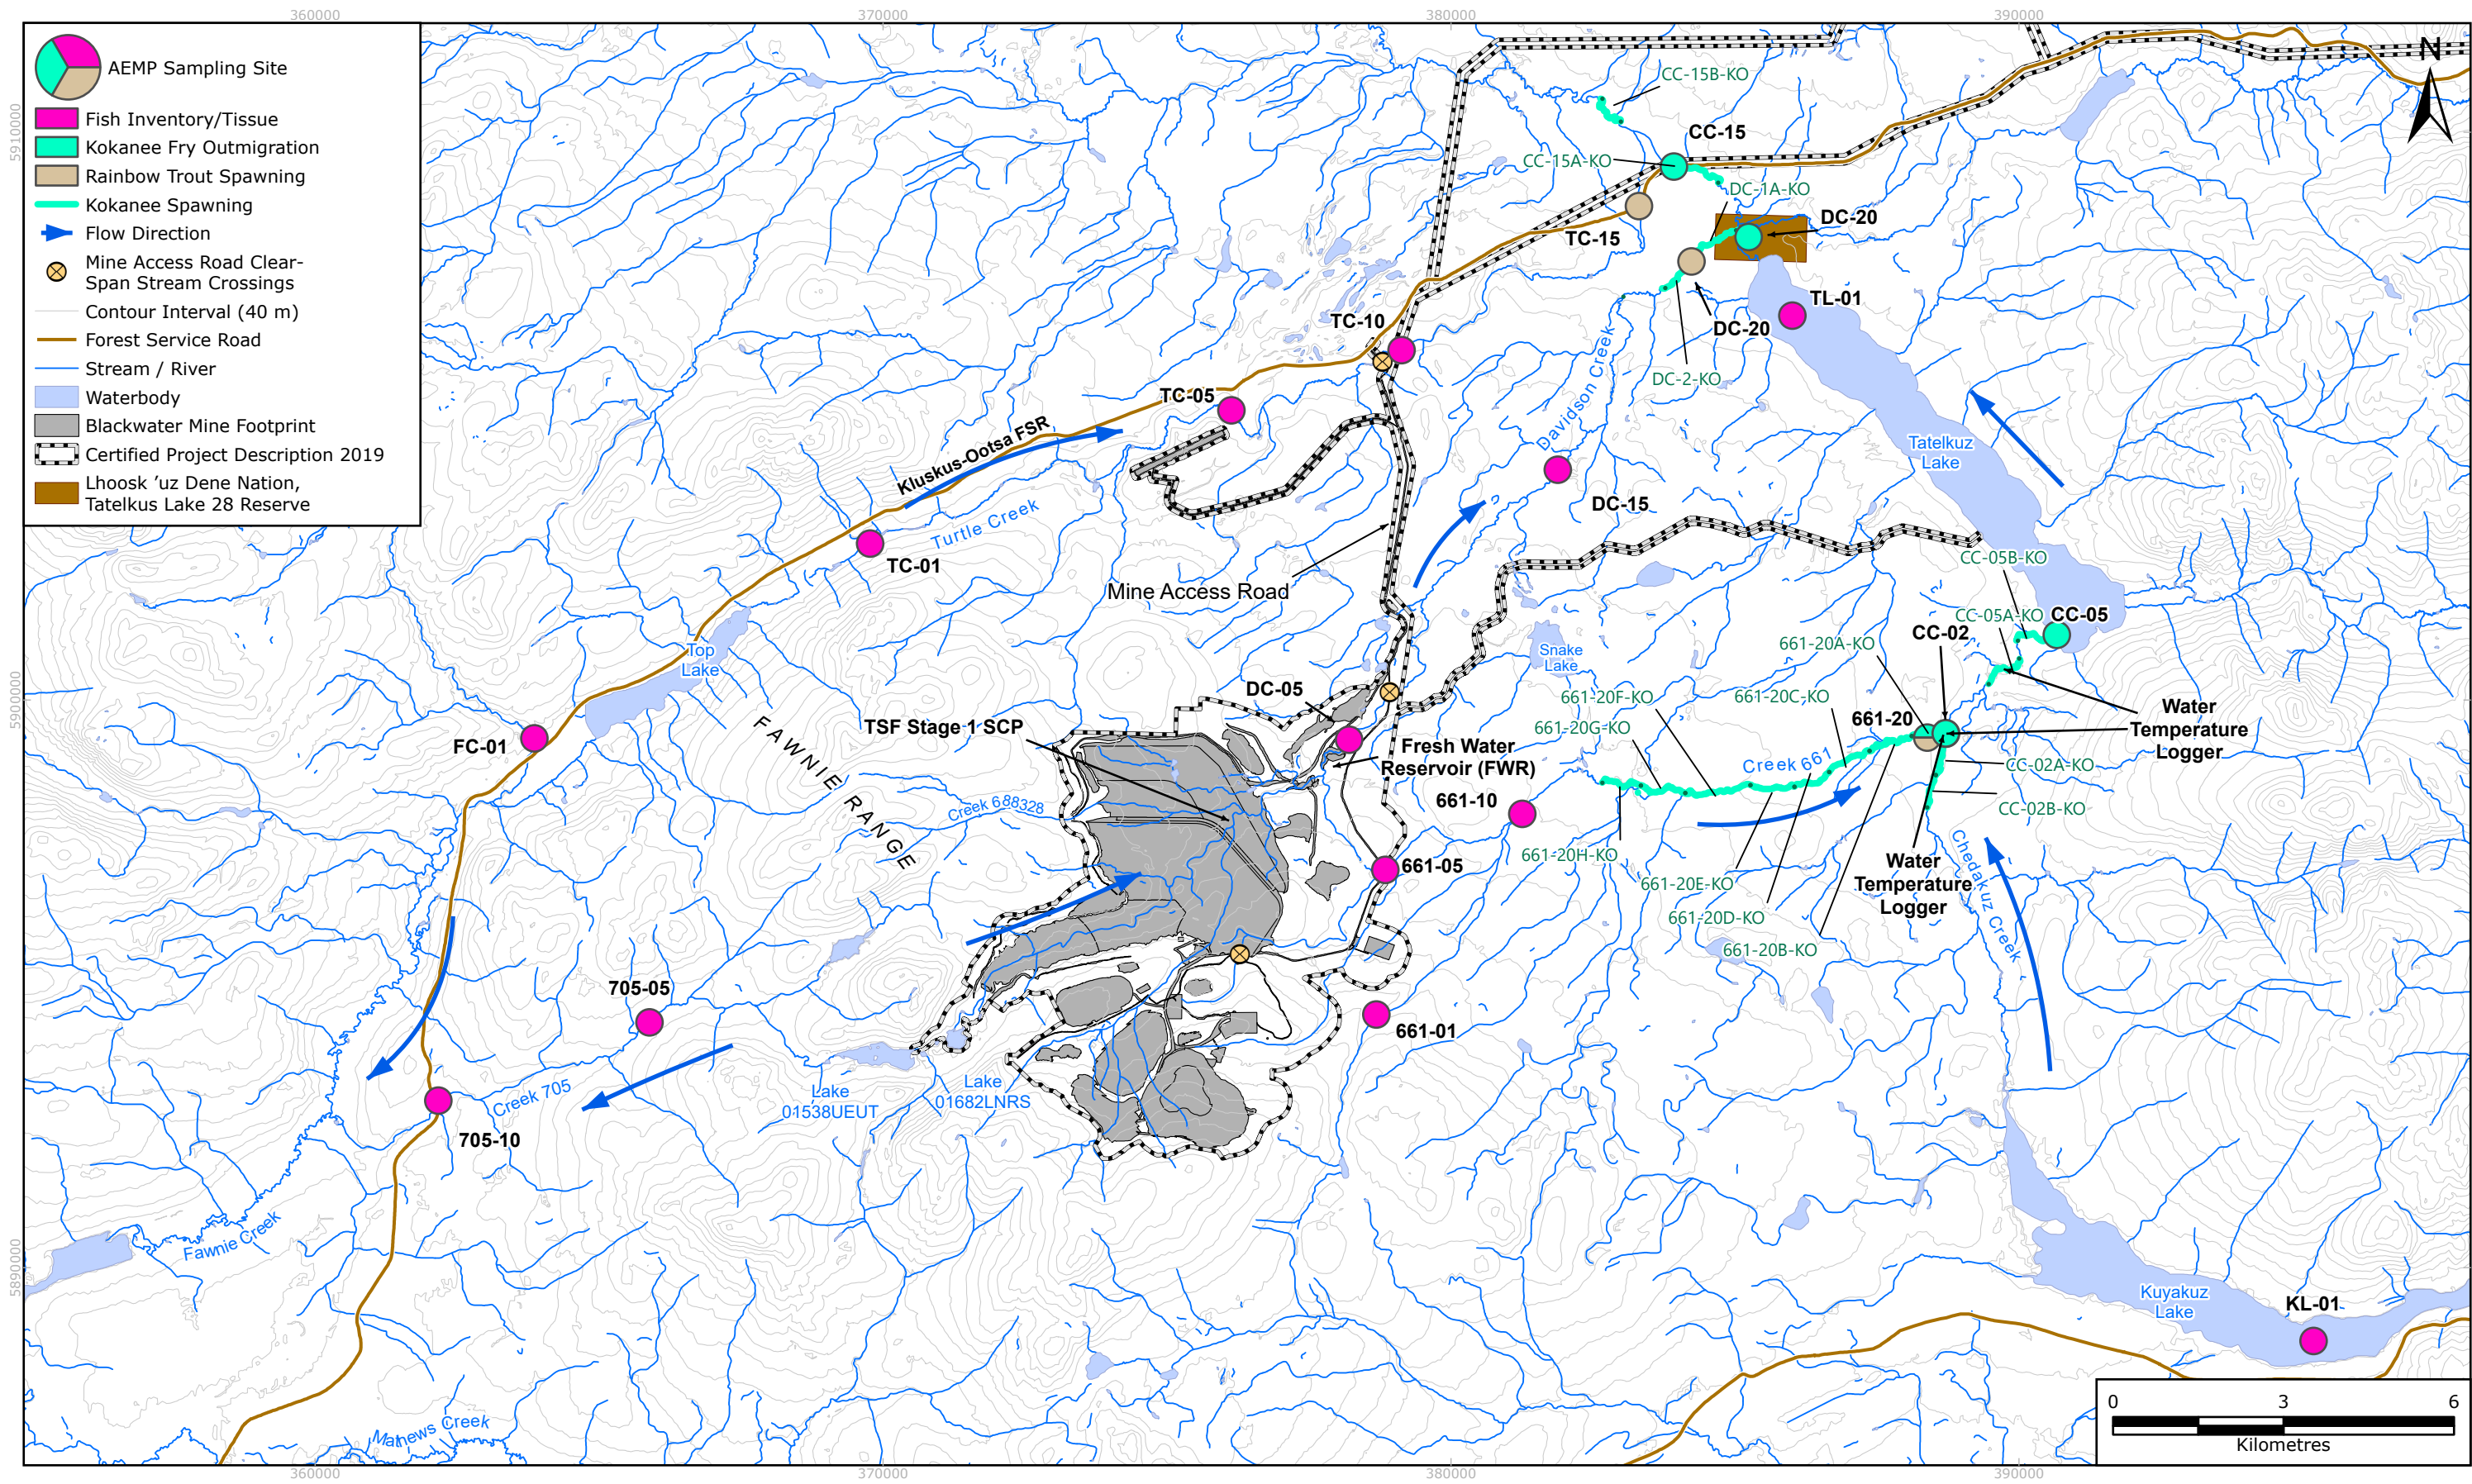 360000
370000
380000
390000
5910000
5900000
5890000
AEMP Sampling Site
Fish Inventory/Tissue
Kokanee Fry Outmigration
Rainbow Trout Spawning
Kokanee Spawning
Flow Direction
Mine Access Road Clear-
Span Stream Crossings
Contour Interval (40 m)
Forest Service Road
Stream / River
Waterbody
Blackwater Mine Footprint
Certified Project Description 2019
Lhoosk ’uz Dene Nation,
Tatelkus Lake 28 Reserve
N
CC-15B-KO
CC-15
CC-15A-KO
DC-1A-KO
DC-20
TC-15
TL-01
TC-10
DC-20
DC-2-KO
TC-05
Davidson Creek
Kluskus-Ootsa FSR
Tatelkuz
Lake
DC-15
Turtle Creek
TC-01
CC-05B-KO
Mine Access Road
CC-05A-KO
CC-05
CC-02
661-20A-KO
Top
Lake
Snake
Lake
DC-05
661-20F-KO
661-20C-KO
661-20
Water
Temperature
Logger
TSF Stage 1 SCP
661-20G-KO
FC-01
FAWNIE RANGE
Fresh Water
Reservoir (FWR)
Creek 661
CC-02A-KO
661-10
CC-02B-KO
Creek 688328
661-20H-KO
661-05
Water
Temperature
Logger
Chedakuz Creek
661-20E-KO
661-20D-KO
661-20B-KO
705-05
661-01
Creek 705
Lake
01538UEUT
Lake
01682LNRS
705-10
Fawnie Creek
Kuyakuz
Lake
KL-01
Mathews Creek
0
3
6
Kilometres
360000
370000
380000
390000